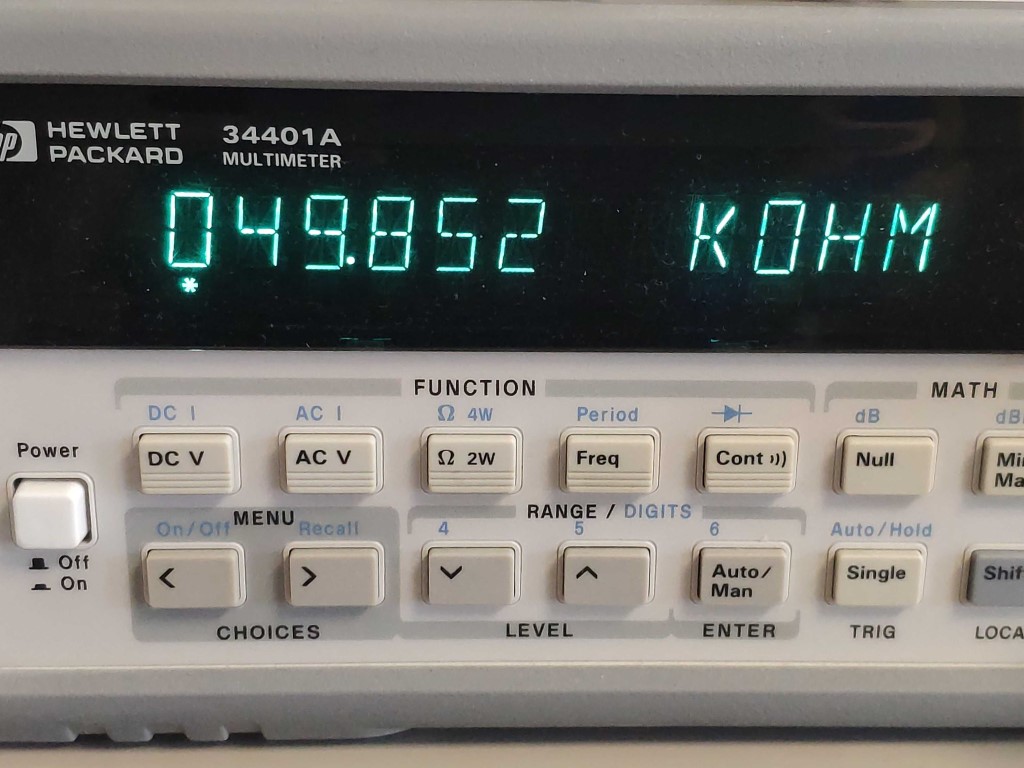 hp HEWLETT PACKARD
34401A
MULTIMETER
049.852 KOHM
*
FUNCTION MATH
DC I AC I Ω 4W Period dB
DC V AC V Ω 2W Freq Cont Null
Power
MENU RANGE / DIGITS
On/Off Recall 4 5 6 Auto/Hold
Off
On
< > Auto/
Man Single
CHOICES LEVEL ENTER TRIG